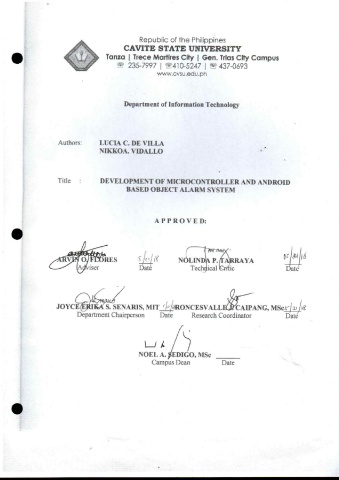 Republic of the Philippines
CAVITE STATE UNIVERSITY
Tanza | Trece Martires City | Gen. Trias City Campus
☏ 236-7997 | ☏410-5247 | ☏ 437-0693
www.cvsu.edu.ph
Department of Information Technology
Authors: LUCIA C. DE VILLA
NIKKOA. VIDALLO
Title : DEVELOPMENT OF MICROCONTROLLER AND ANDROID
BASED OBJECT ALARM SYSTEM
A P P R O V E D:
ARVIN O. FLORES NOLINDA P. TARRAYA
Adviser Date Technical Critic Date
JOYCE ERIKA S. SENARIS, MIT RONCESVALLE J. CAIPANG, MSc
Department Chairperson Date Research Coordinator Date
NOEL A. SEDIGO, MSc
Campus Dean Date